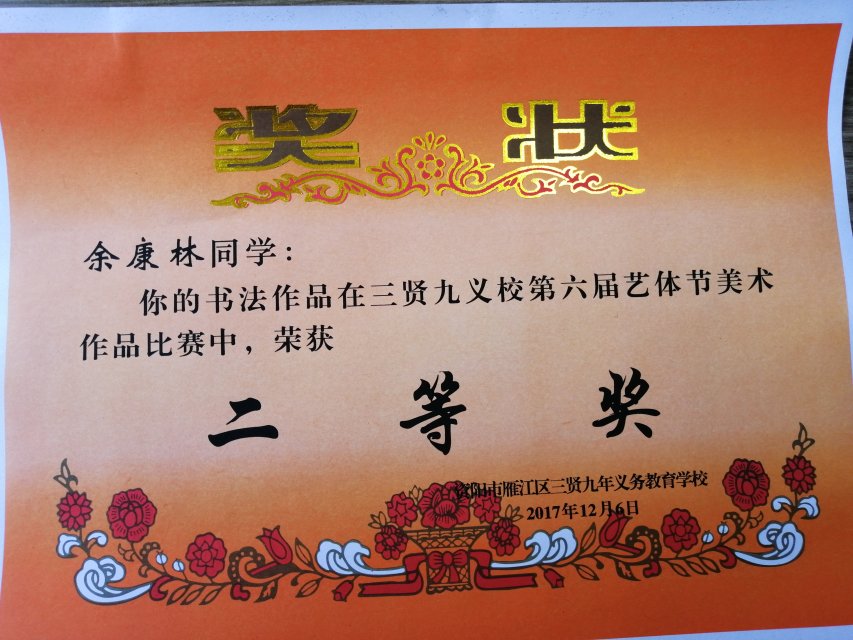 奖状
余康林同学：
你的书法作品在三贤九义校第六届艺体节美术
作品比赛中，荣获
二等奖
资阳市雁江区三贤九年义务教育学校
2017年12月6日